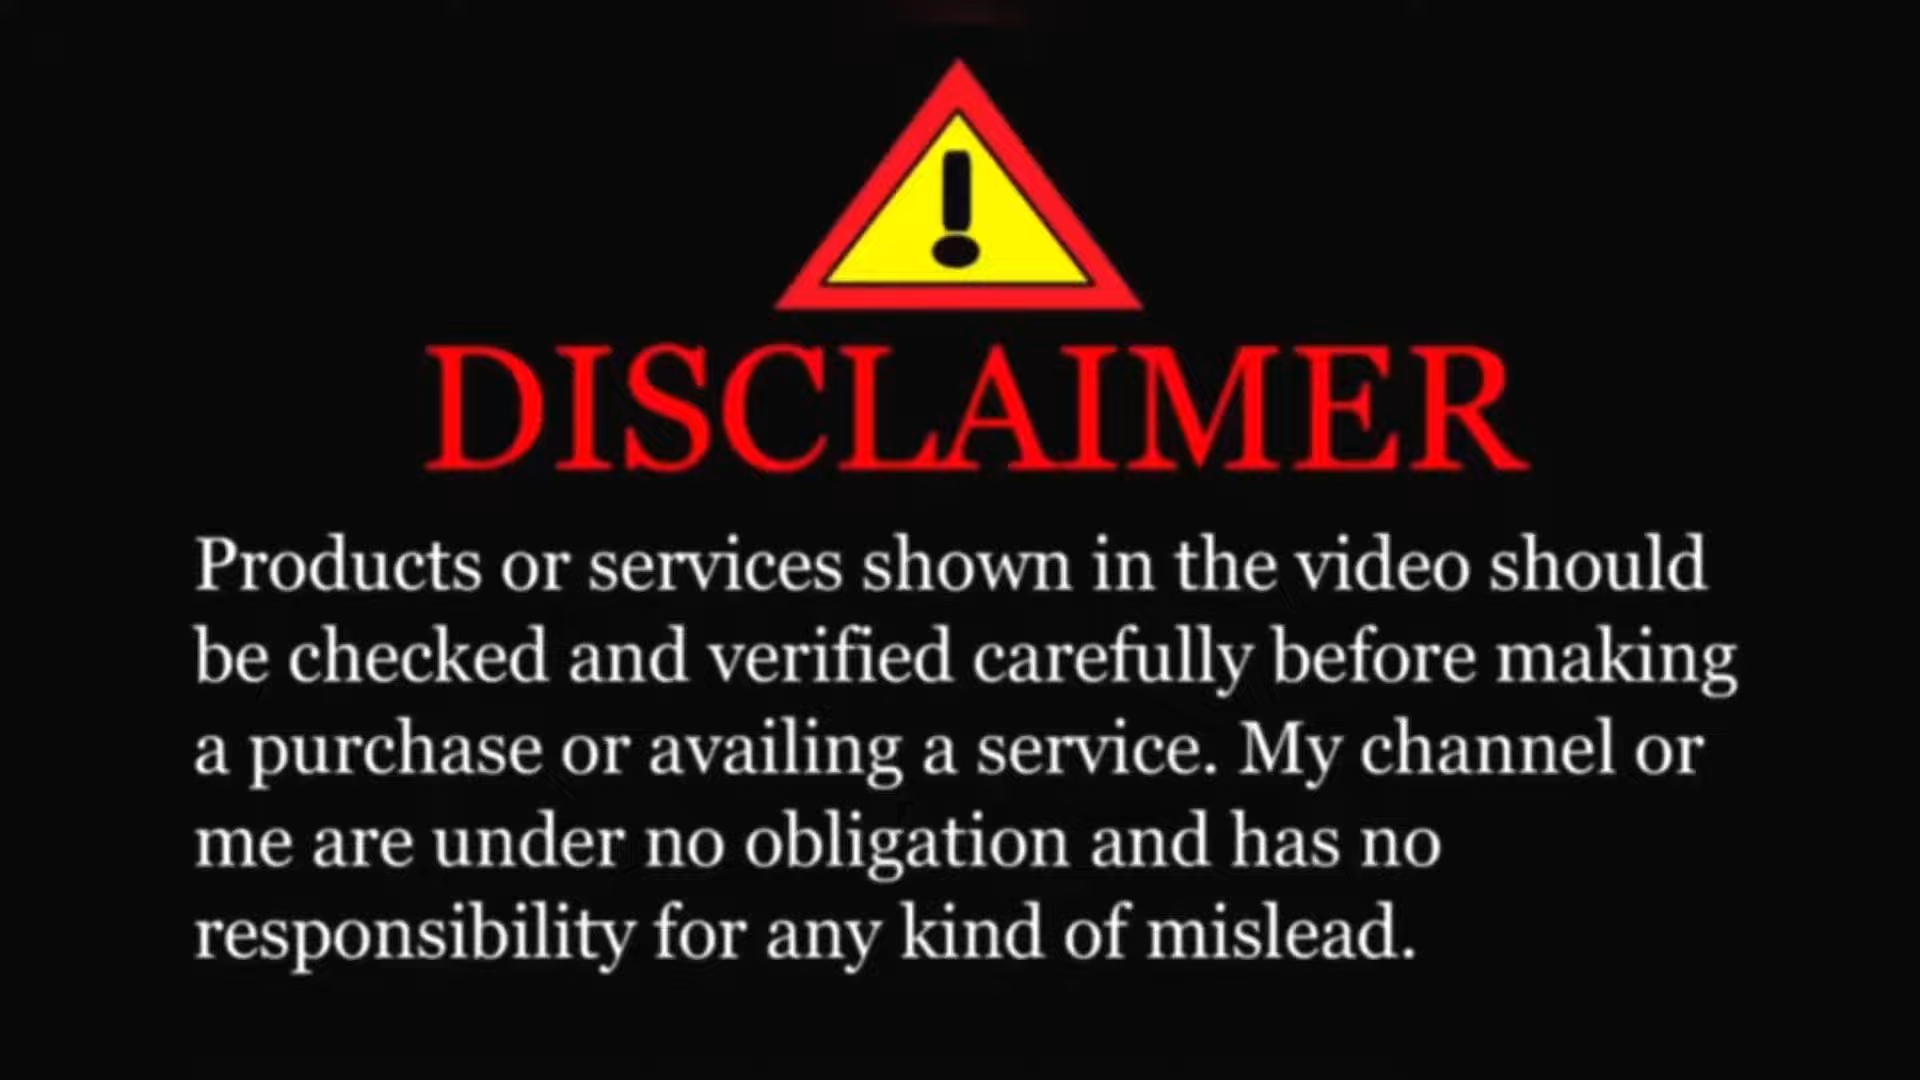 DISCLAIMER
Products or services shown in the video should
be checked and verified carefully before making
a purchase or availing a service. My channel or
me are under no obligation and has no
responsibility for any kind of mislead.